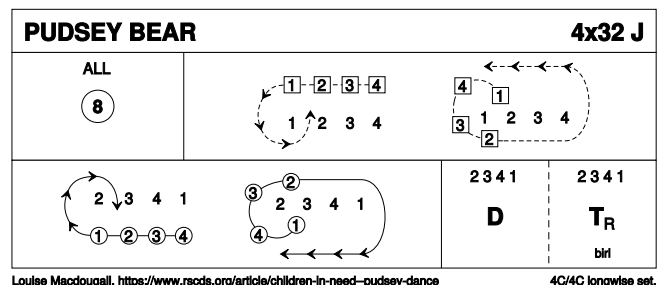 PUDSEY BEAR 4x32 J
ALL
8
1 2 3 4
1 2 3 4
4 1
3 1 2 3 4
2
2 3 4 1
1 2 3 4
3 2
2 3 4 1
4 1
2341 2341
D TR
birl
Louise Macdougall, https://www.rscds.org/article/children-in-need--pudsey-dance 4C/4C longwise set.